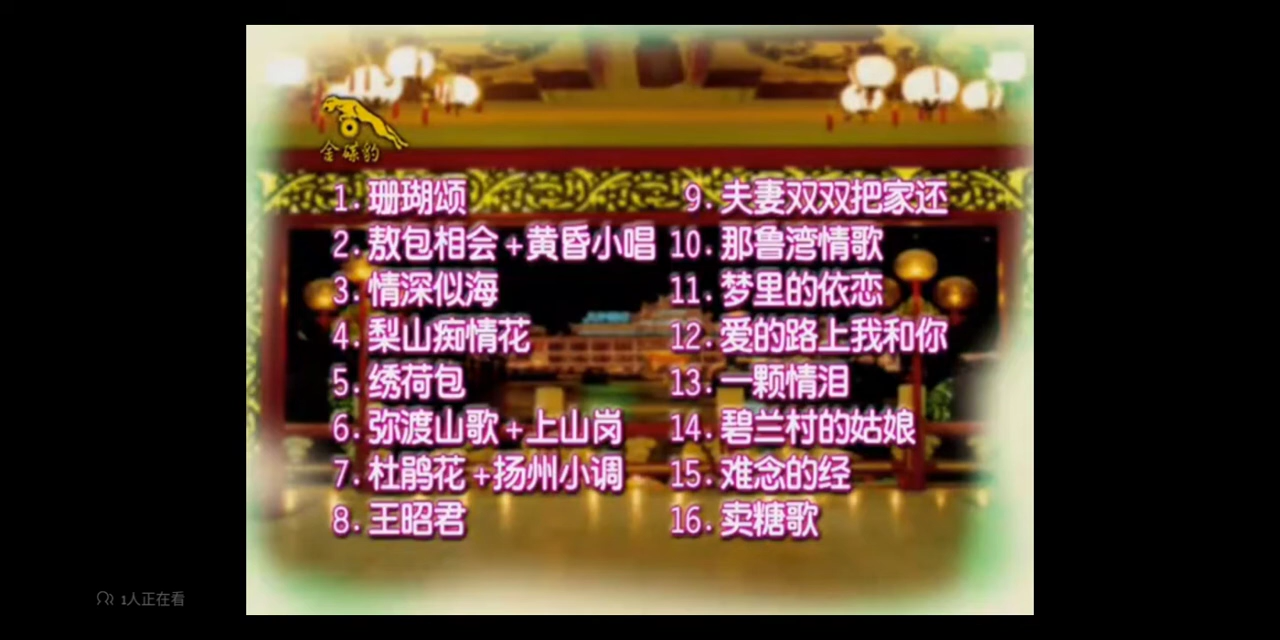 金碟豹
1.珊瑚颂
2.敖包相会+黄昏小唱
3.情深似海
4.梨山痴情花
5.绣荷包
6.弥渡山歌+上山岗
7.杜鹃花+扬州小调
8.王昭君
9.夫妻双双把家还
10.那鲁湾情歌
11.梦里的依恋
12.爱的路上我和你
13.一颗情泪
14.碧兰村的姑娘
15.难念的经
16.卖糖歌
1人正在看